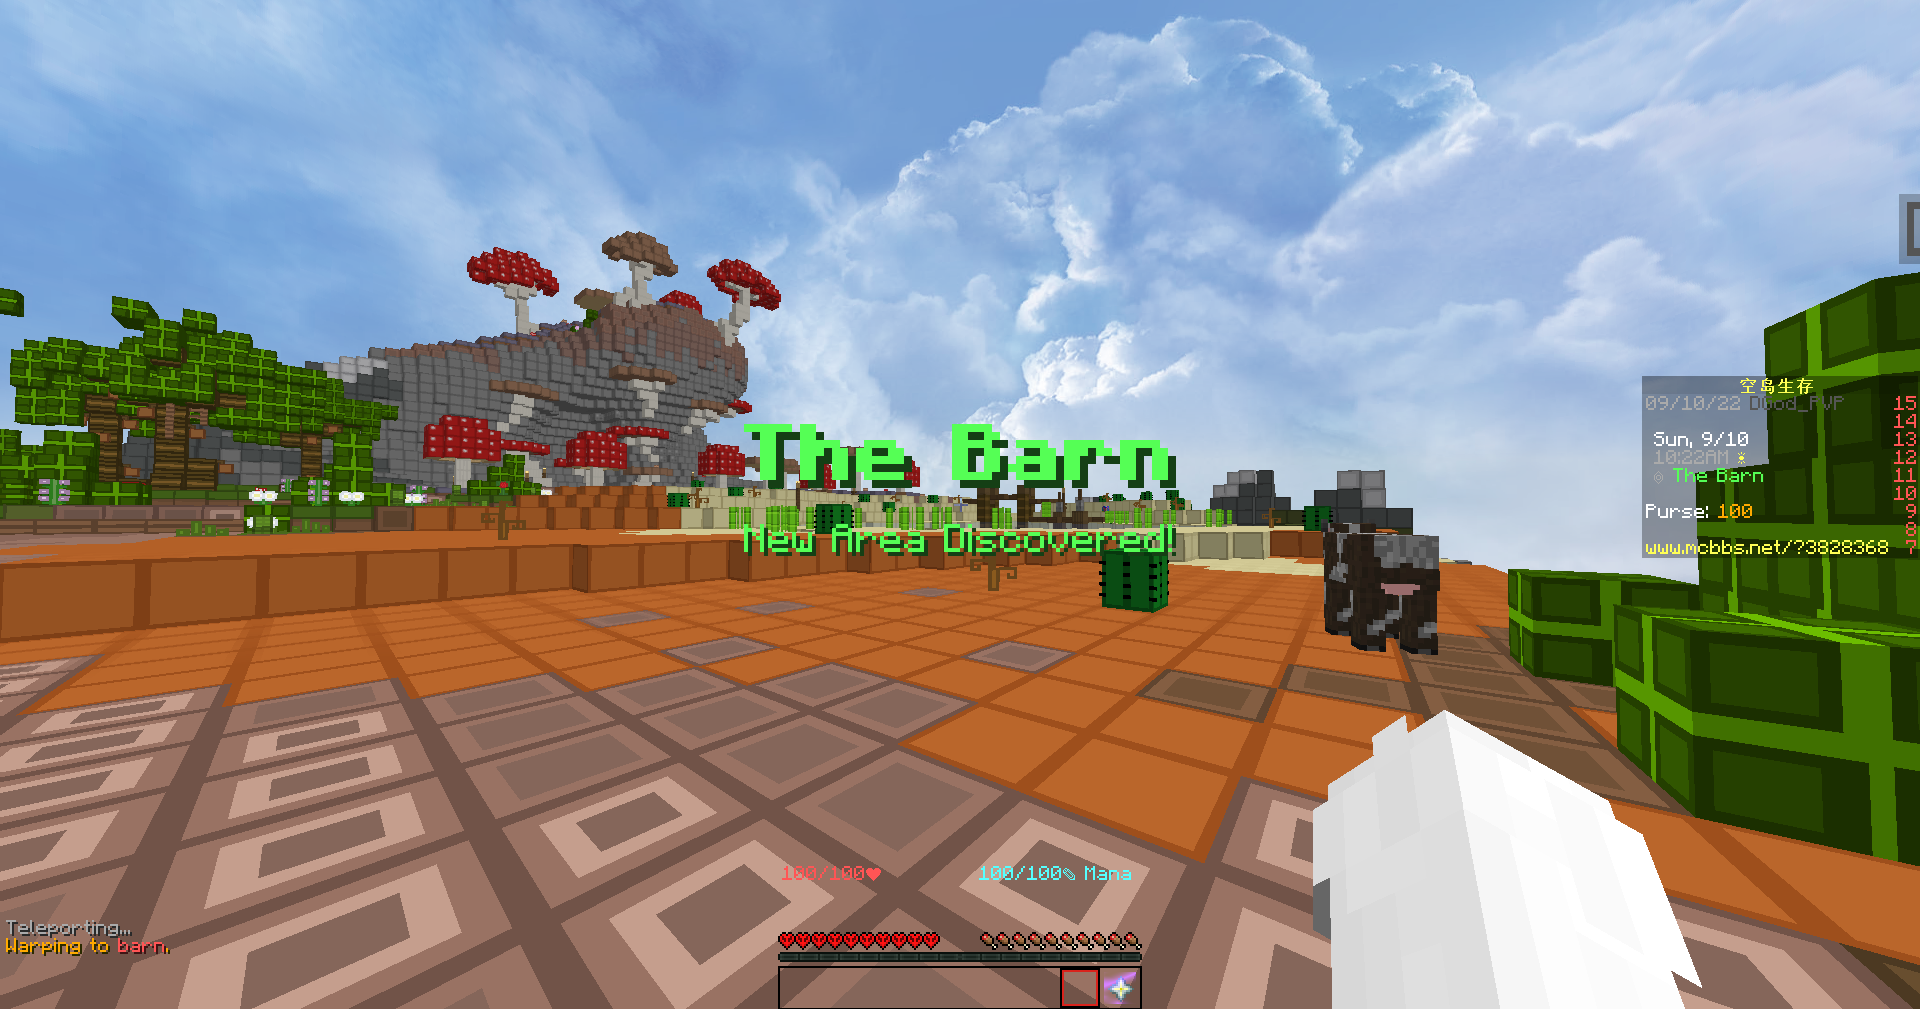 The Barn
New Area Discovered!
空岛生存
09/10/22 DGod_PVP 15
14
Sun, 9/10 13
10:22AM 12
The Barn 11
10
Purse: 100 9
8
www.mcbbs.net/?3828368 7
100/100 100/100 Mana
Teleporting...
Warping to barn.